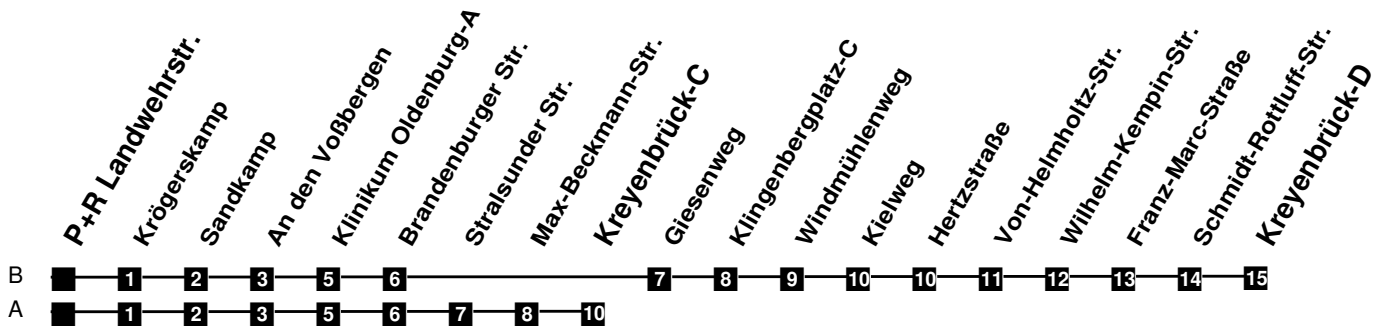 P+R Landwehrstr.
Krögerskamp
Sandkamp
An den Voßbergen
Klinikum Oldenburg-A
Brandenburger Str.
Stralsunder Str.
Max-Beckmann-Str.
Kreyenbrück-C
Giesenweg
Klingenbergplatz-C
Windmühlenweg
Kielweg
Hertzstraße
Von-Helmholtz-Str.
Wilhelm-Kempin-Str.
Franz-Marc-Straße
Schmidt-Rottluff-Str.
Kreyenbrück-D
B 1 2 3 5 6 7 8 9 10 10 11 12 13 14 15
A 1 2 3 5 6 7 8 10